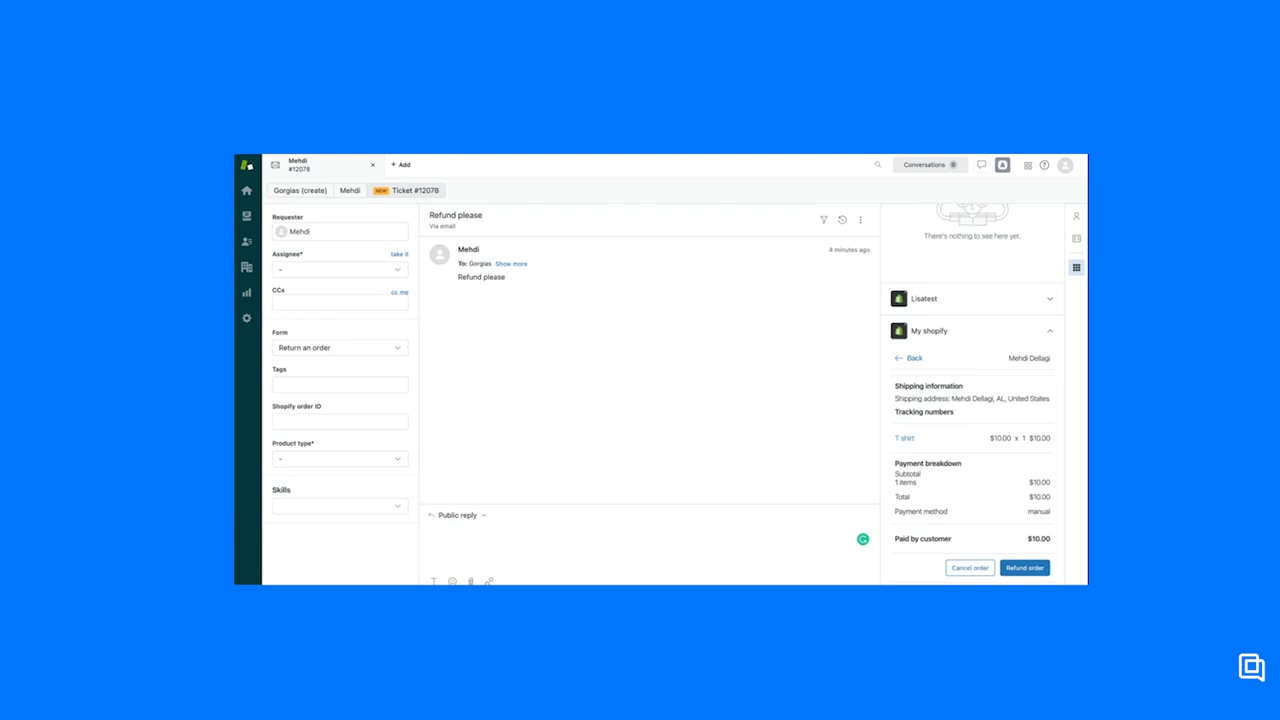 Mehdi
#12078
+ Add
Conversations 0
Gorgias (create)
Mehdi
NEW Ticket #12078
Requester
Mehdi
Assignee*
take it
-
CCs
cc me
Form
Return an order
Tags
Shopify order ID
Product type*
-
Skills
Refund please
Via email
Mehdi
4 minutes ago
To: Gorgias Show more
Refund please
Public reply
There's nothing to see here yet.
Lisatest
My shopify
Back
Mehdi Dellagi
Shipping information
Shipping address: Mehdi Dellagi, AL, United States
Tracking numbers
T shirt $10.00 x 1 $10.00
Payment breakdown
Subtotal
1 items $10.00
Total $10.00
Payment method manual
Paid by customer $10.00
Cancel order
Refund order